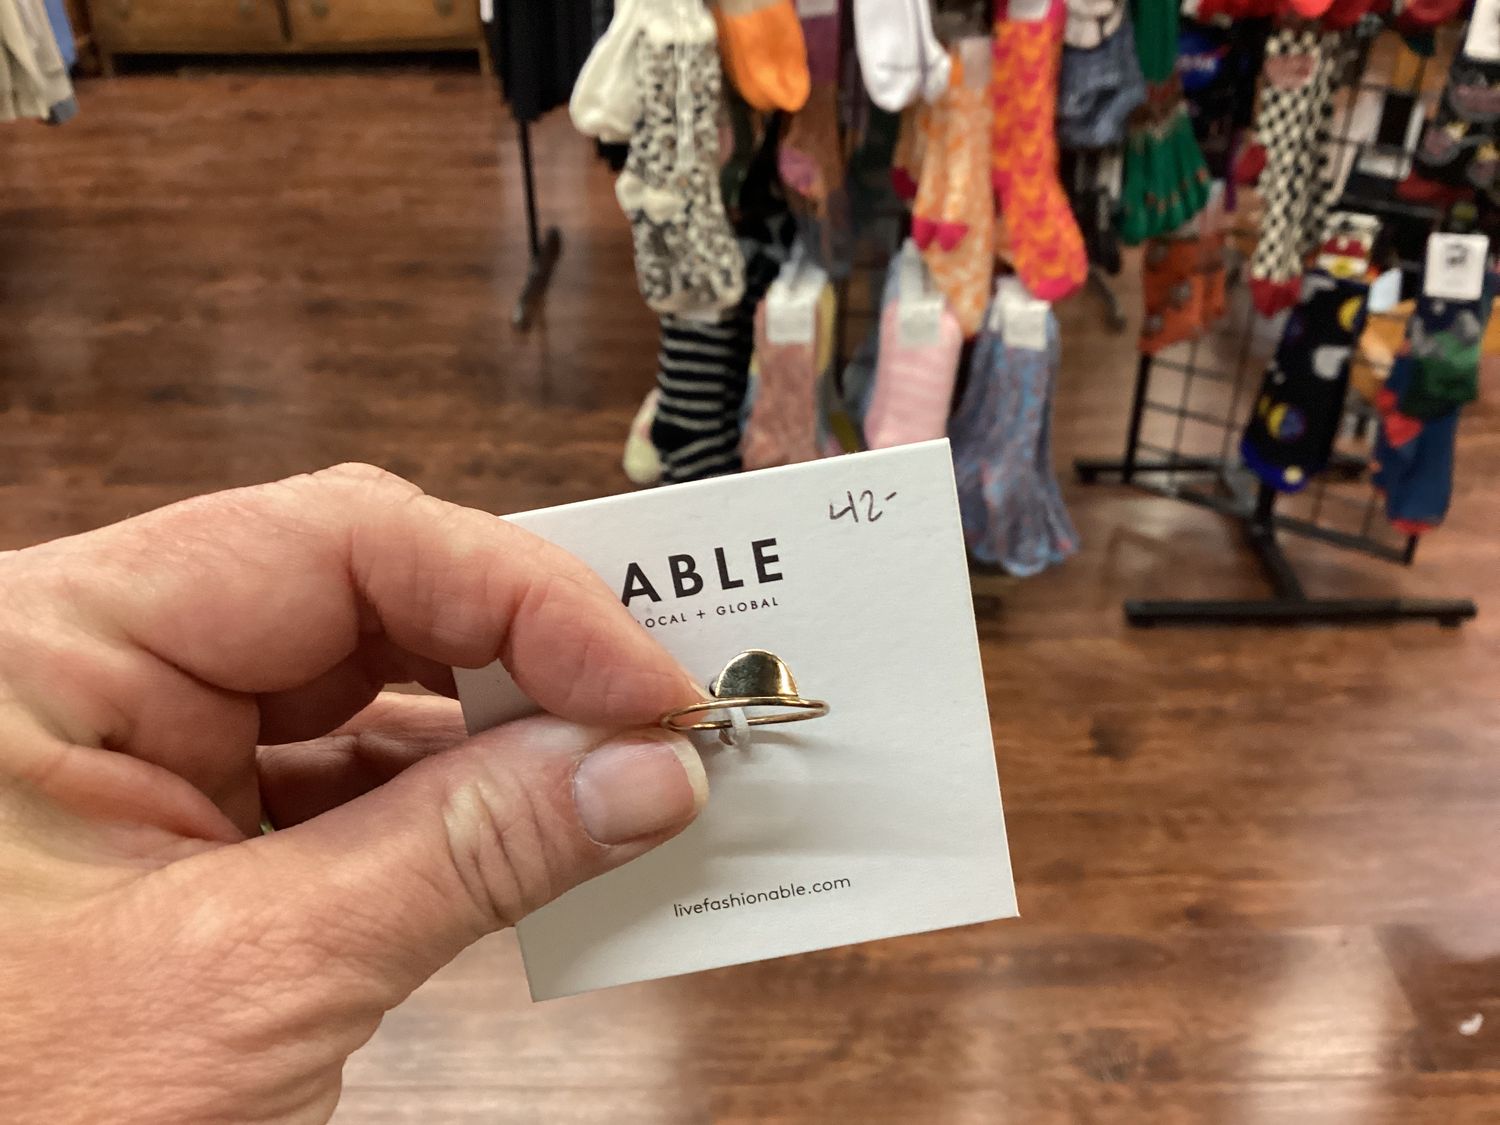 42-
ABLE
LOCAL + GLOBAL
livefashionable.com